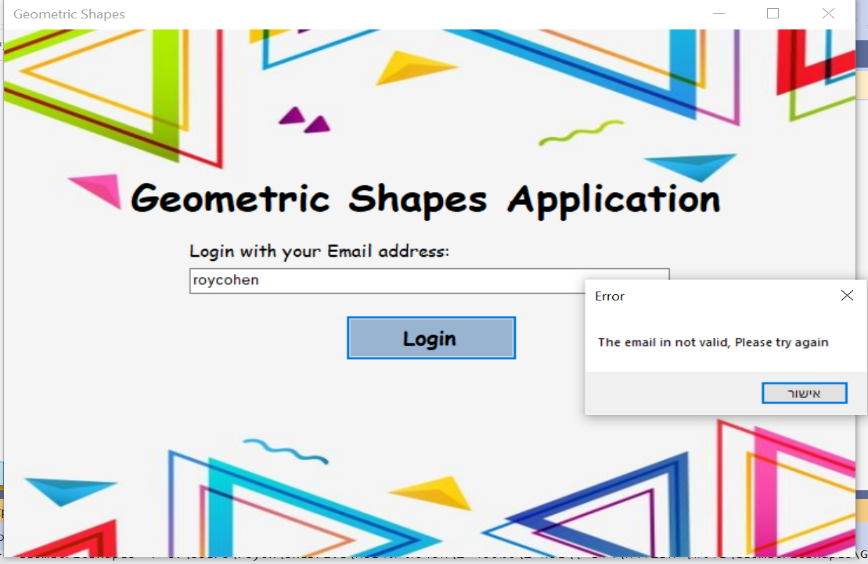 Geometric Shapes
Geometric Shapes Application
Login with your Email address:
roycohen
Login
Error
The email in not valid, Please try again
אישור